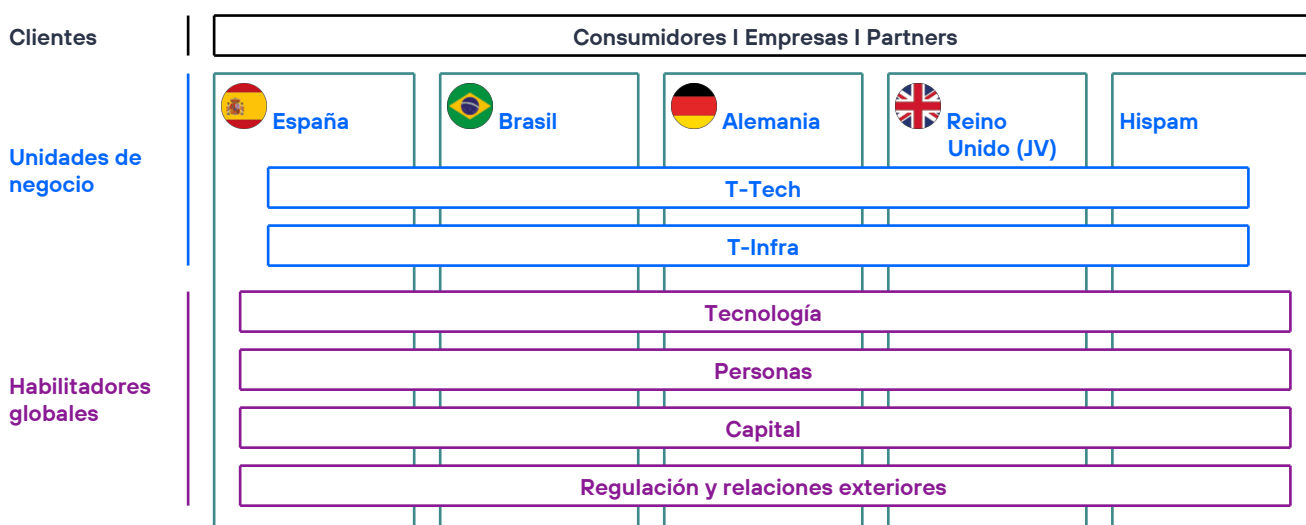 Clientes
Consumidores I Empresas I Partners
España
Brasil
Alemania
Reino
Unido (JV)
Hispam
Unidades de
negocio
T-Tech
T-Infra
Habilitadores
globales
Tecnología
Personas
Capital
Regulación y relaciones exteriores